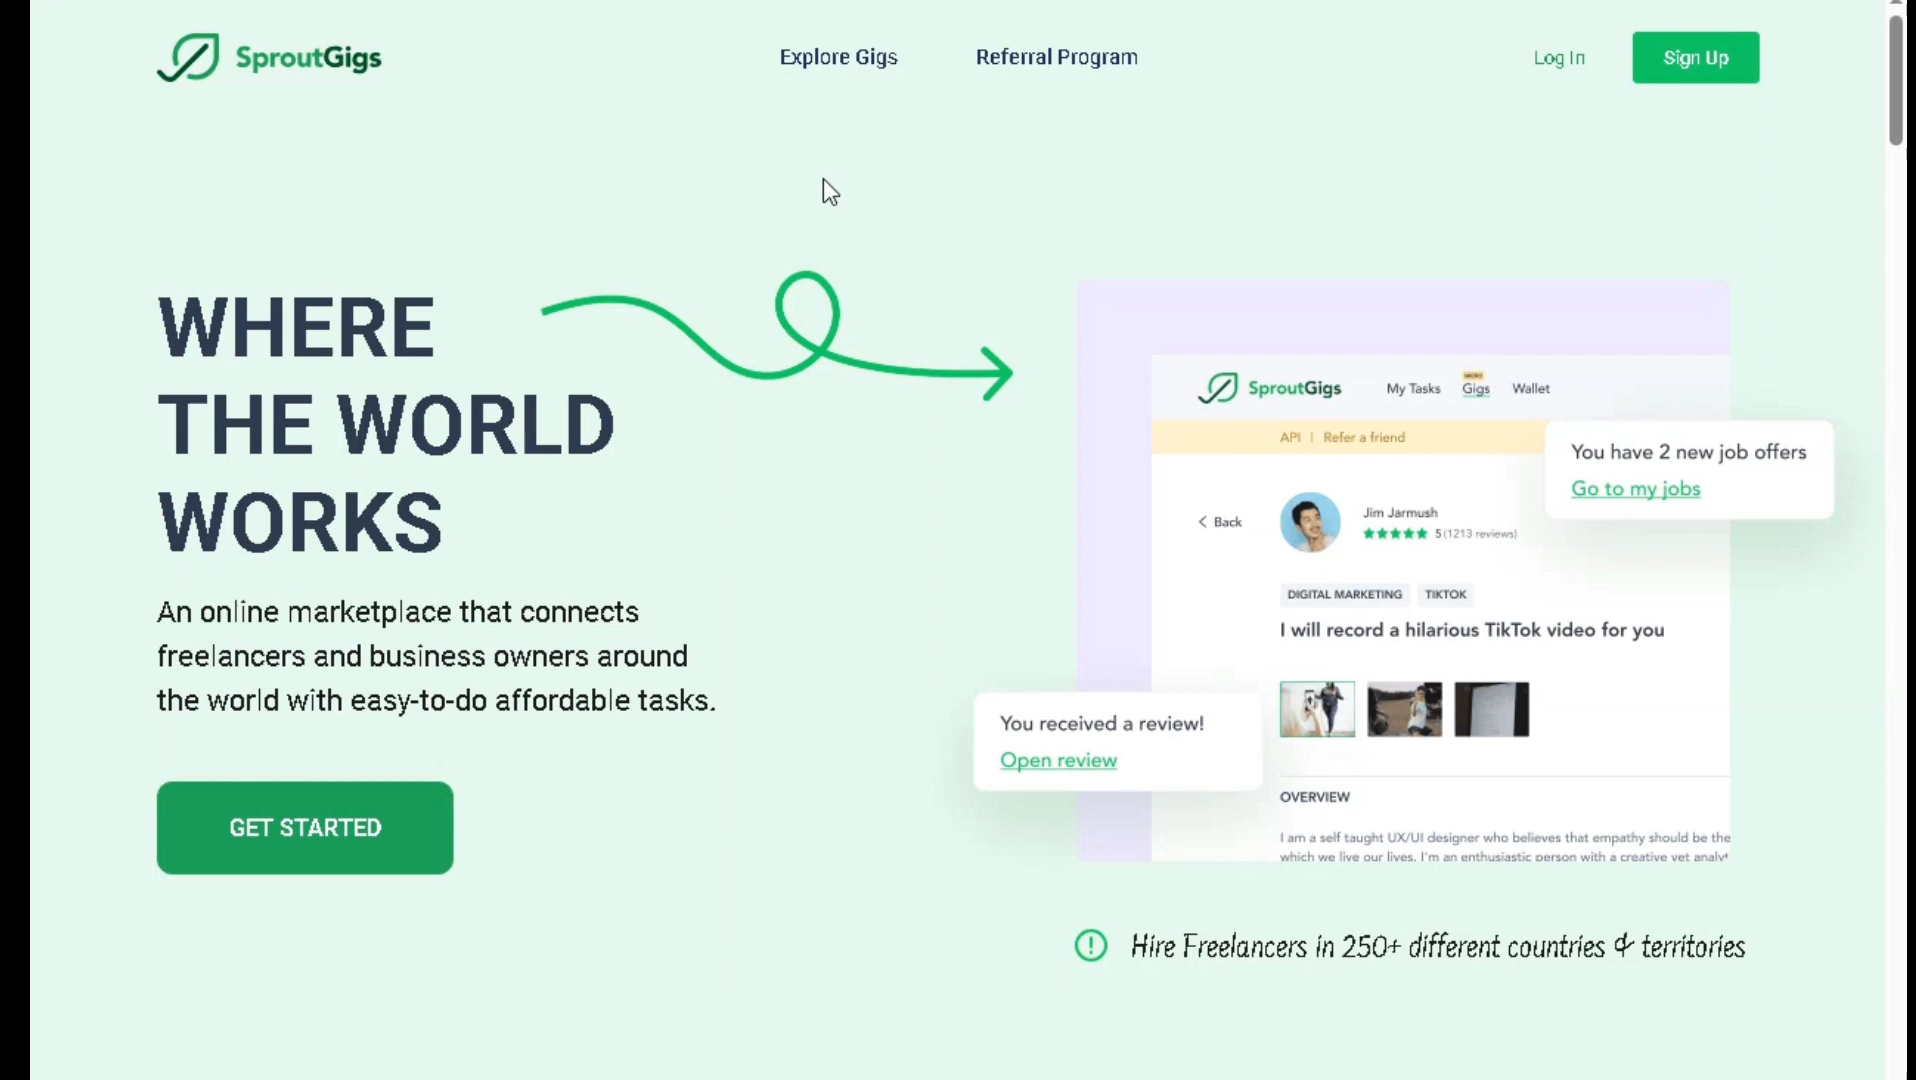 SproutGigs
Explore Gigs
Referral Program
Log In
Sign Up
WHERE
THE WORLD
WORKS
An online marketplace that connects
freelancers and business owners around
the world with easy-to-do affordable tasks.
GET STARTED
SproutGigs
My Tasks
MICRO
Gigs
Wallet
API | Refer a friend
You have 2 new job offers
Go to my jobs
< Back
Jim Jarmush
5 (1213 reviews)
DIGITAL MARKETING
TIKTOK
I will record a hilarious TikTok video for you
You received a review!
Open review
OVERVIEW
I am a self taught UX/UI designer who believes that empathy should be the
which we live our lives. I'm an enthusiastic person with a creative yet analy
Hire Freelancers in 250+ different countries & territories